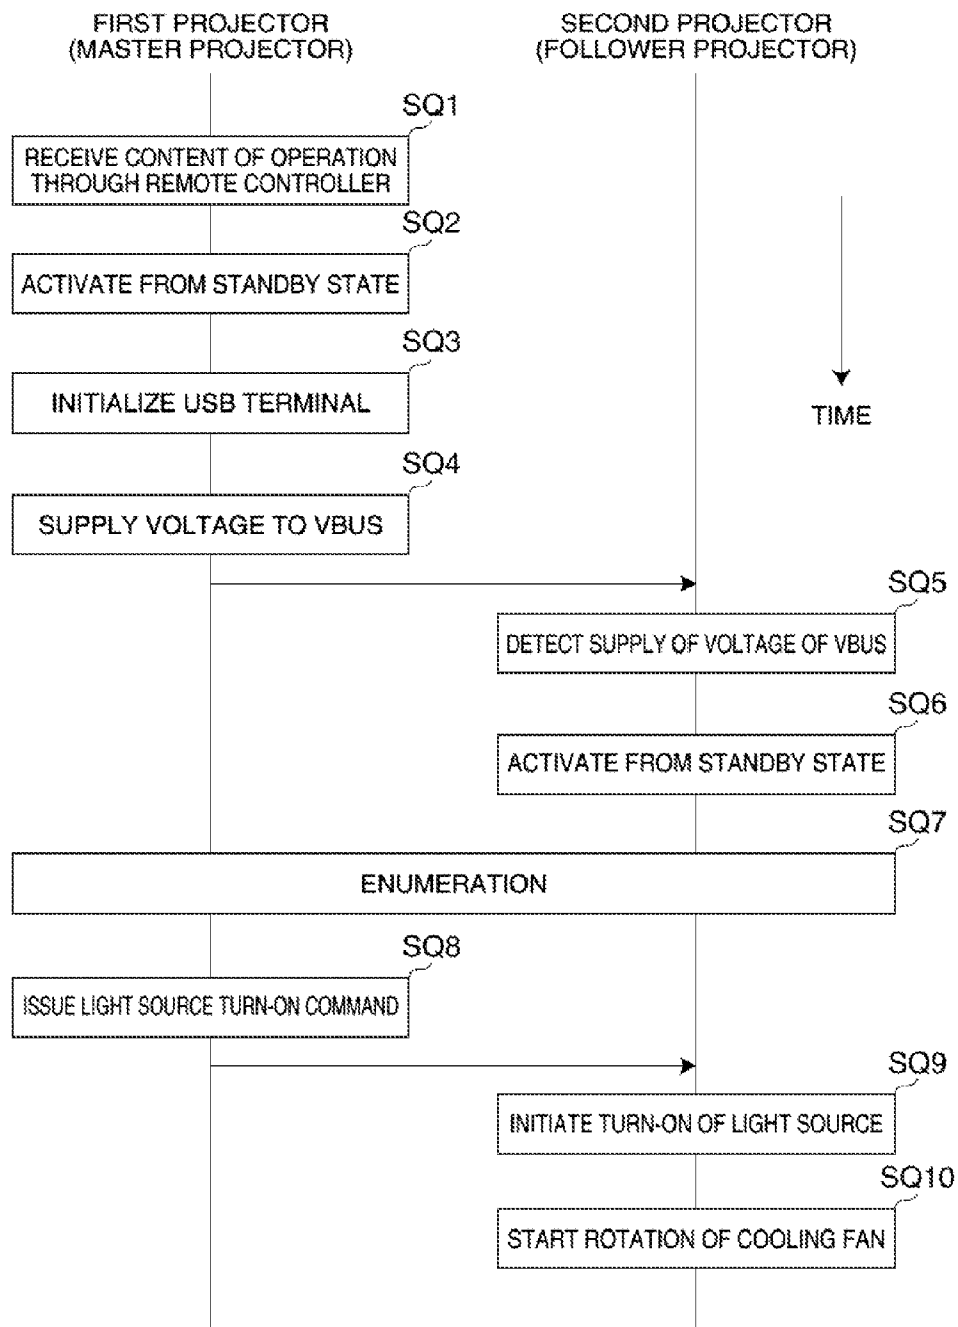 FIRST PROJECTOR
(MASTER PROJECTOR)
SECOND PROJECTOR
(FOLLOWER PROJECTOR)
SQ1
RECEIVE CONTENT OF OPERATION
THROUGH REMOTE CONTROLLER
SQ2
ACTIVATE FROM STANDBY STATE
SQ3
INITIALIZE USB TERMINAL
TIME
SQ4
SUPPLY VOLTAGE TO VBUS
SQ5
DETECT SUPPLY OF VOLTAGE OF VBUS
SQ6
ACTIVATE FROM STANDBY STATE
SQ7
ENUMERATION
SQ8
ISSUE LIGHT SOURCE TURN-ON COMMAND
SQ9
INITIATE TURN-ON OF LIGHT SOURCE
SQ10
START ROTATION OF COOLING FAN